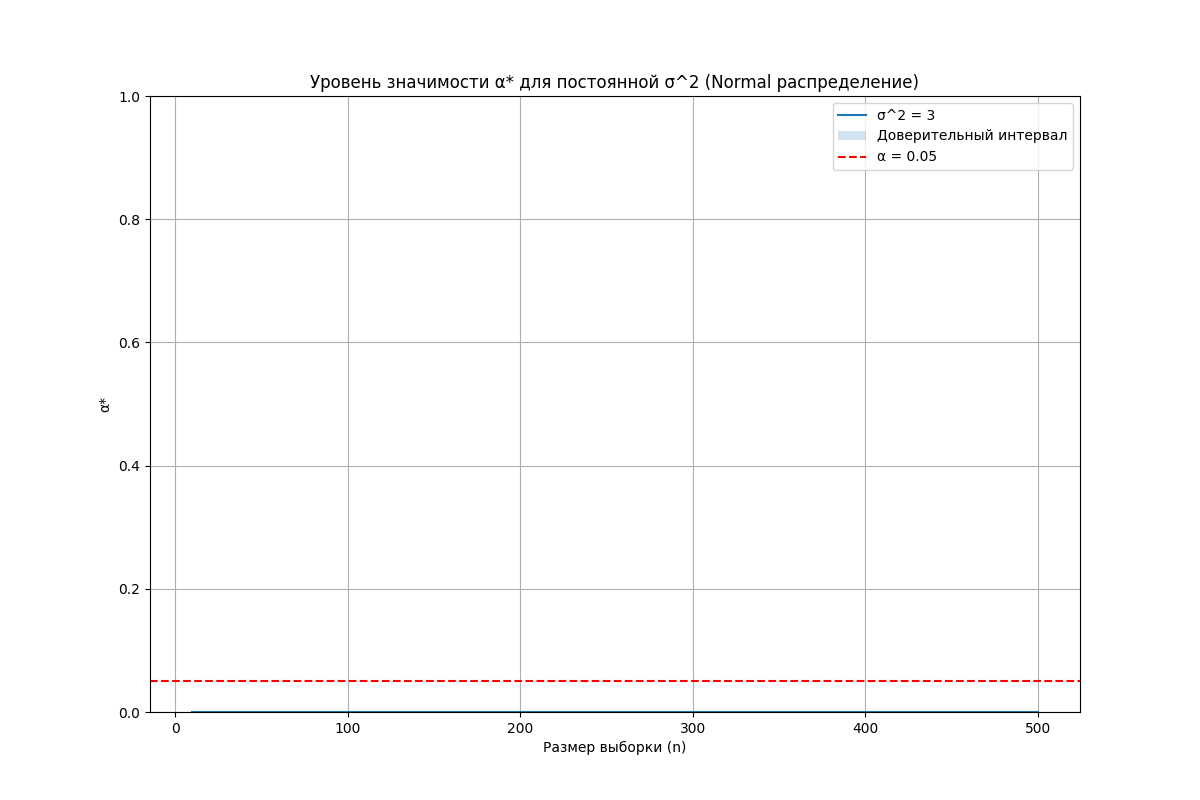 Уровень значимости α* для постоянной σ^2 (Normal распределение)
1.0
0.8
0.6
0.4
0.2
0.0
α*
σ^2 = 3
Доверительный интервал
α = 0.05
0
100
200
300
400
500
Размер выборки (n)